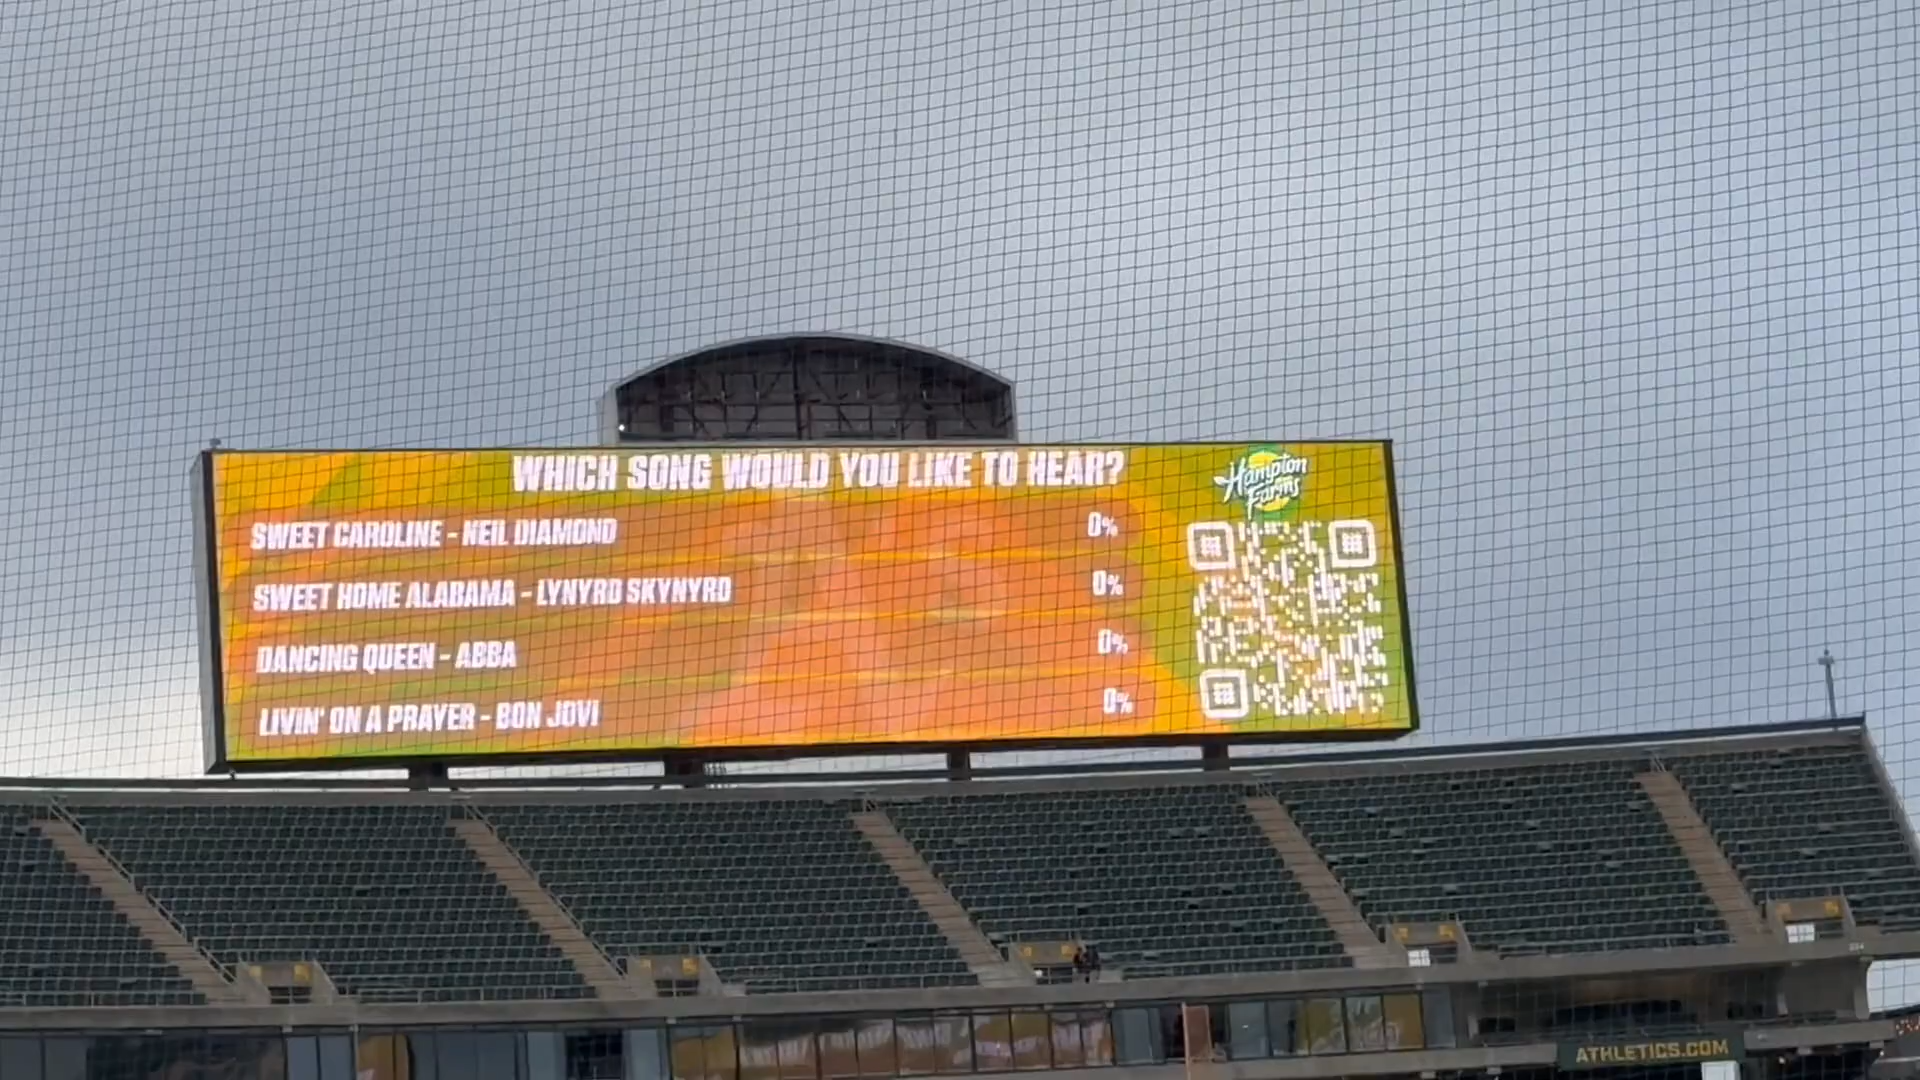 WHICH SONG WOULD YOU LIKE TO HEAR?
Hampton
Farms
SWEET CAROLINE - NEIL DIAMOND 0%
SWEET HOME ALABAMA - LYNYRD SKYNYRD 0%
DANCING QUEEN - ABBA 0%
LIVIN' ON A PRAYER - BON JOVI 0%
ATHLETICS.COM